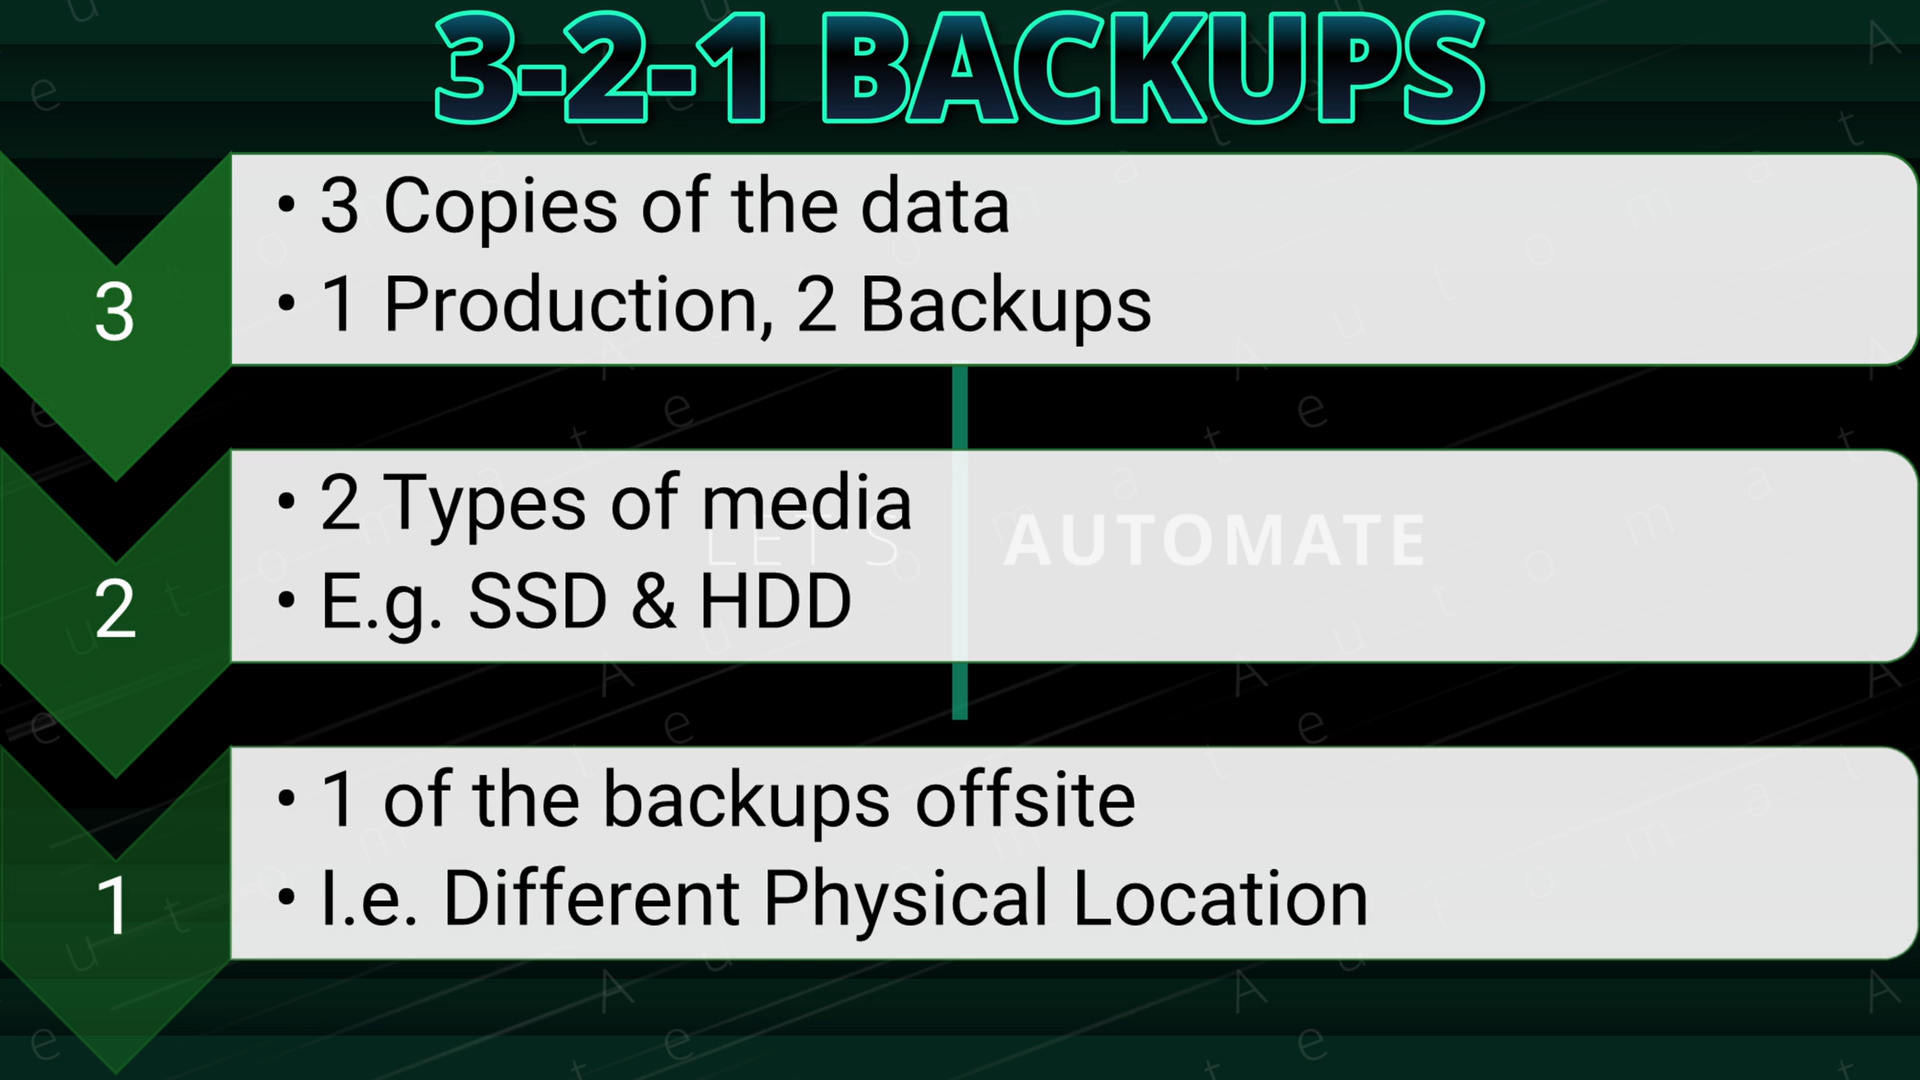 3-2-1 BACKUPS
3
• 3 Copies of the data
• 1 Production, 2 Backups
2
• 2 Types of media
• E.g. SSD & HDD
LET'S AUTOMATE
1
• 1 of the backups offsite
• I.e. Different Physical Location